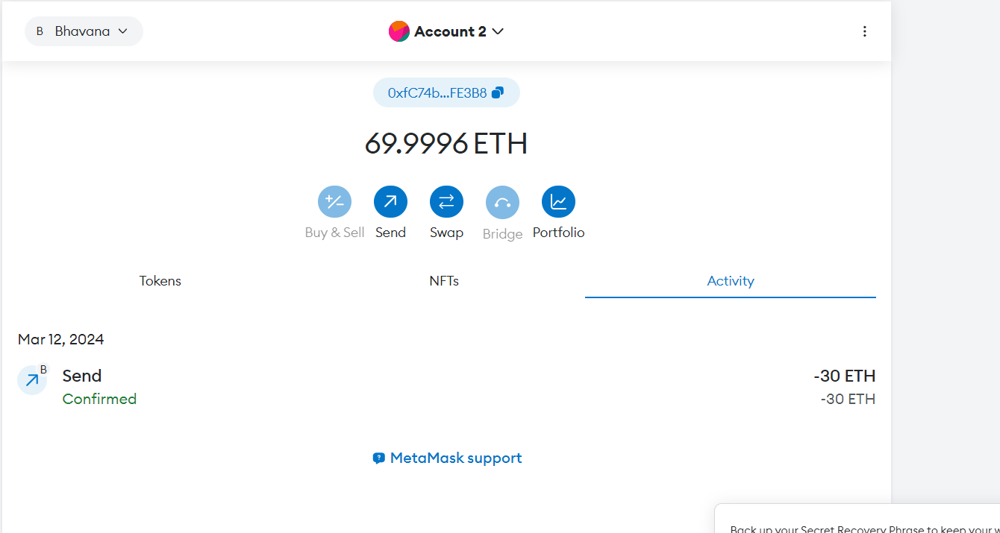 B Bhavana
Account 2
0xfC74b...FE3B8
69.9996 ETH
Buy & Sell Send Swap Bridge Portfolio
Tokens NFTs Activity
Mar 12, 2024
B
Send -30 ETH
Confirmed -30 ETH
? MetaMask support
Back up your Secret Recovery Phrase to keep your w